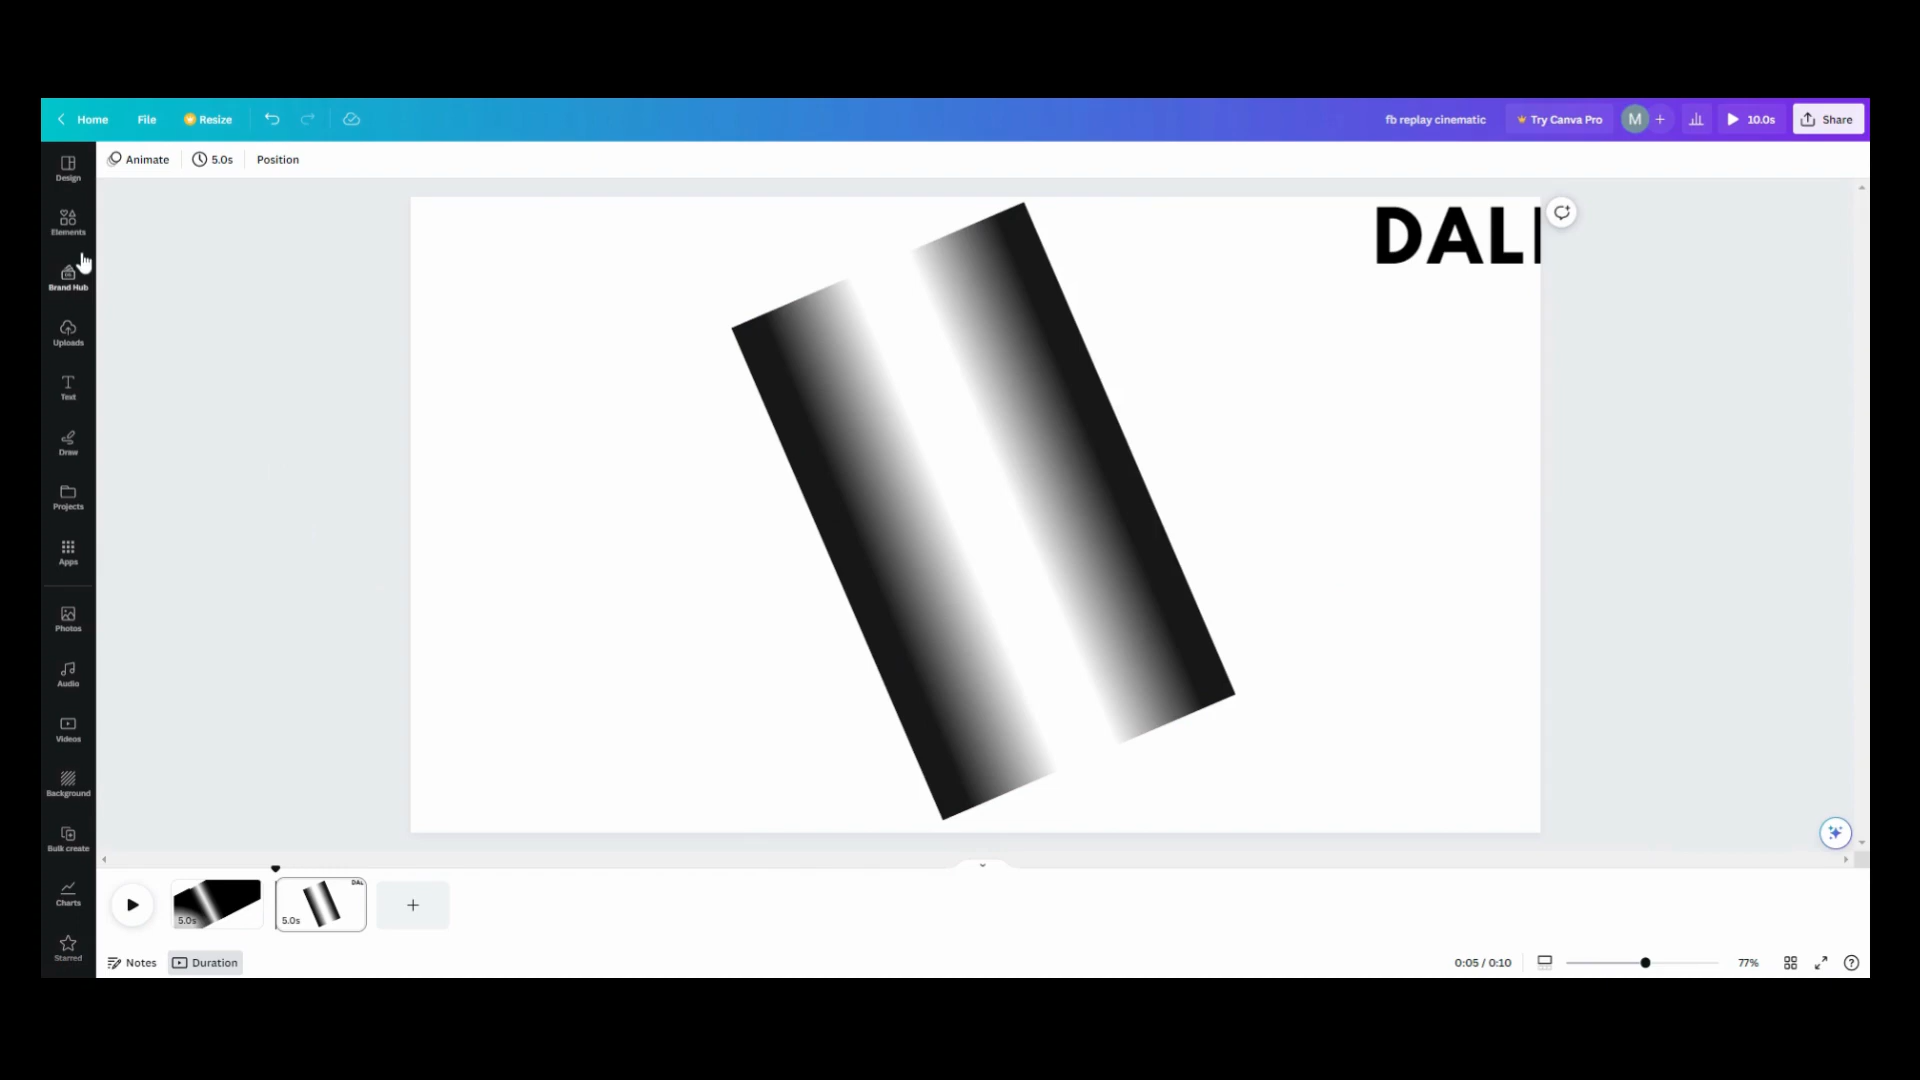 Home File Resize fb replay cinematic Try Canva Pro M + 10.0s Share
Animate 5.0s Position
Design
Elements
Brand Hub
Uploads
Text
Draw
Projects
Apps
Photos
Audio
Videos
Background
Bulk create
Charts
Starred
DAL
5.0s 5.0s DAL
Notes Duration 0:05 / 0:10 77%